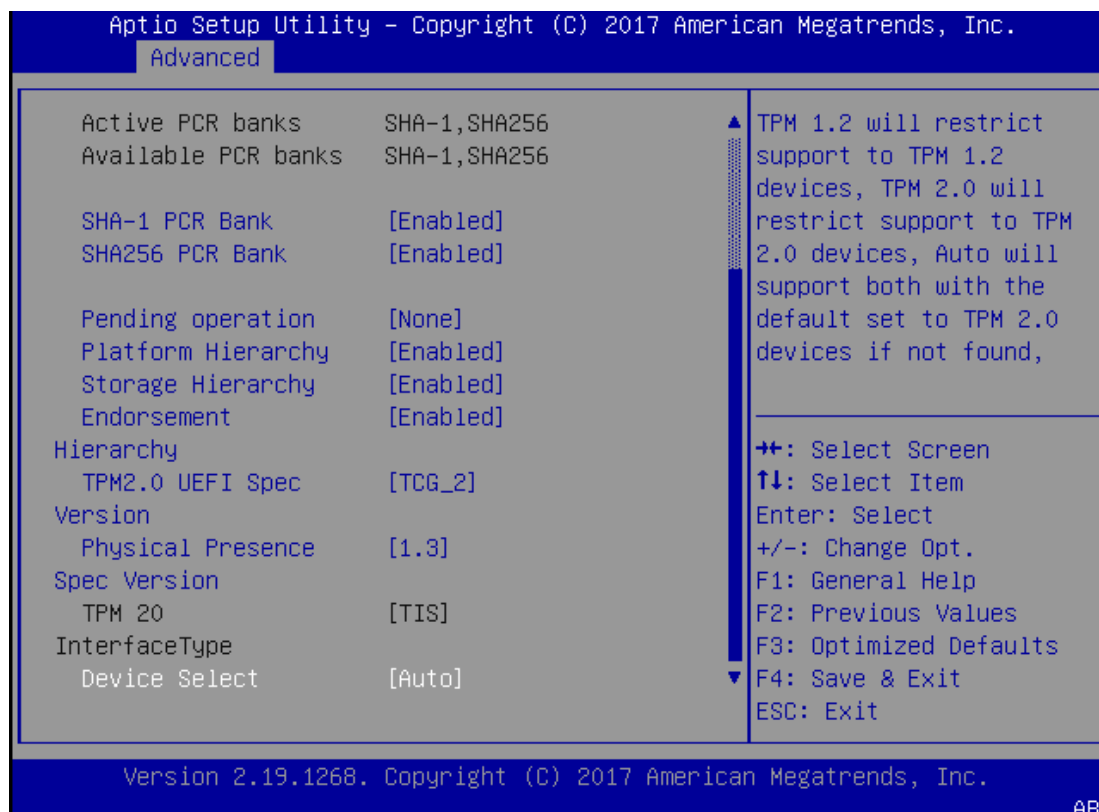 Aptio Setup Utility – Copyright (C) 2017 American Megatrends, Inc.
Advanced
Active PCR banks SHA-1,SHA256
Available PCR banks SHA-1,SHA256
SHA-1 PCR Bank [Enabled]
SHA256 PCR Bank [Enabled]
Pending operation [None]
Platform Hierarchy [Enabled]
Storage Hierarchy [Enabled]
Endorsement [Enabled]
Hierarchy
TPM2.0 UEFI Spec [TCG_2]
Version
Physical Presence [1.3]
Spec Version
TPM 20 [TIS]
InterfaceType
Device Select [Auto]
TPM 1.2 will restrict
support to TPM 1.2
devices, TPM 2.0 will
restrict support to TPM
2.0 devices, Auto will
support both with the
default set to TPM 2.0
devices if not found,
→←: Select Screen
↑↓: Select Item
Enter: Select
+/-: Change Opt.
F1: General Help
F2: Previous Values
F3: Optimized Defaults
F4: Save & Exit
ESC: Exit
Version 2.19.1268. Copyright (C) 2017 American Megatrends, Inc.
AB